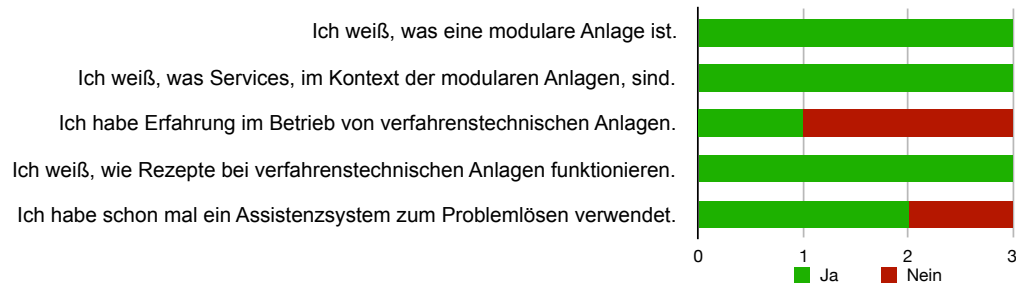 Ich weiß, was eine modulare Anlage ist.
Ich weiß, was Services, im Kontext der modularen Anlagen, sind.
Ich habe Erfahrung im Betrieb von verfahrenstechnischen Anlagen.
Ich weiß, wie Rezepte bei verfahrenstechnischen Anlagen funktionieren.
Ich habe schon mal ein Assistenzsystem zum Problemlösen verwendet.
0 1 2 3
Ja Nein